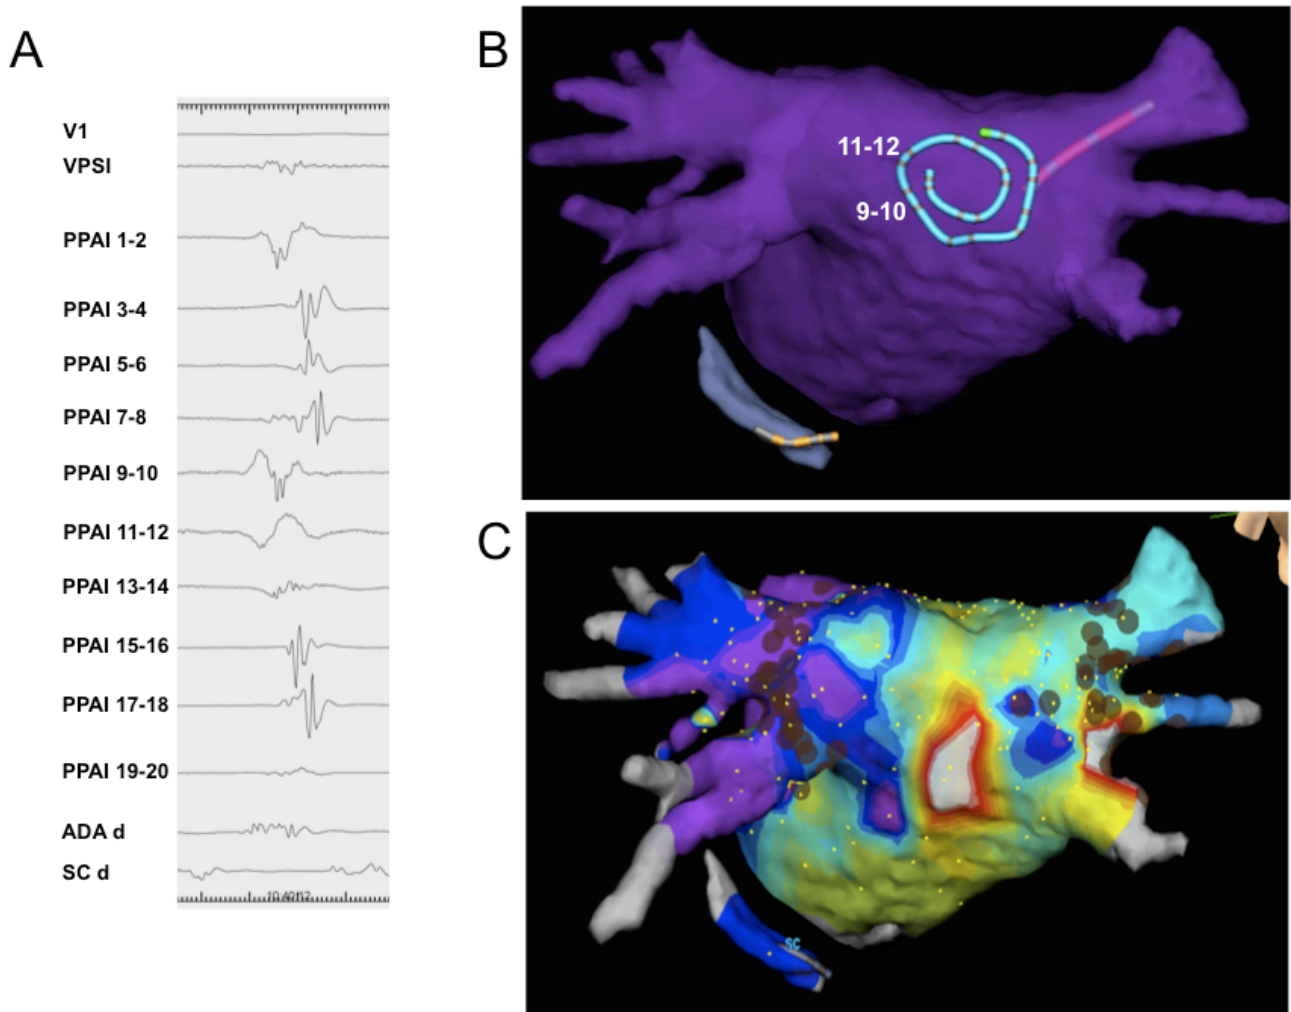 A
V1
VPSI
PPAI 1-2
PPAI 3-4
PPAI 5-6
PPAI 7-8
PPAI 9-10
PPAI 11-12
PPAI 13-14
PPAI 15-16
PPAI 17-18
PPAI 19-20
ADA d
SC d
B
11-12
9-10
C
SC